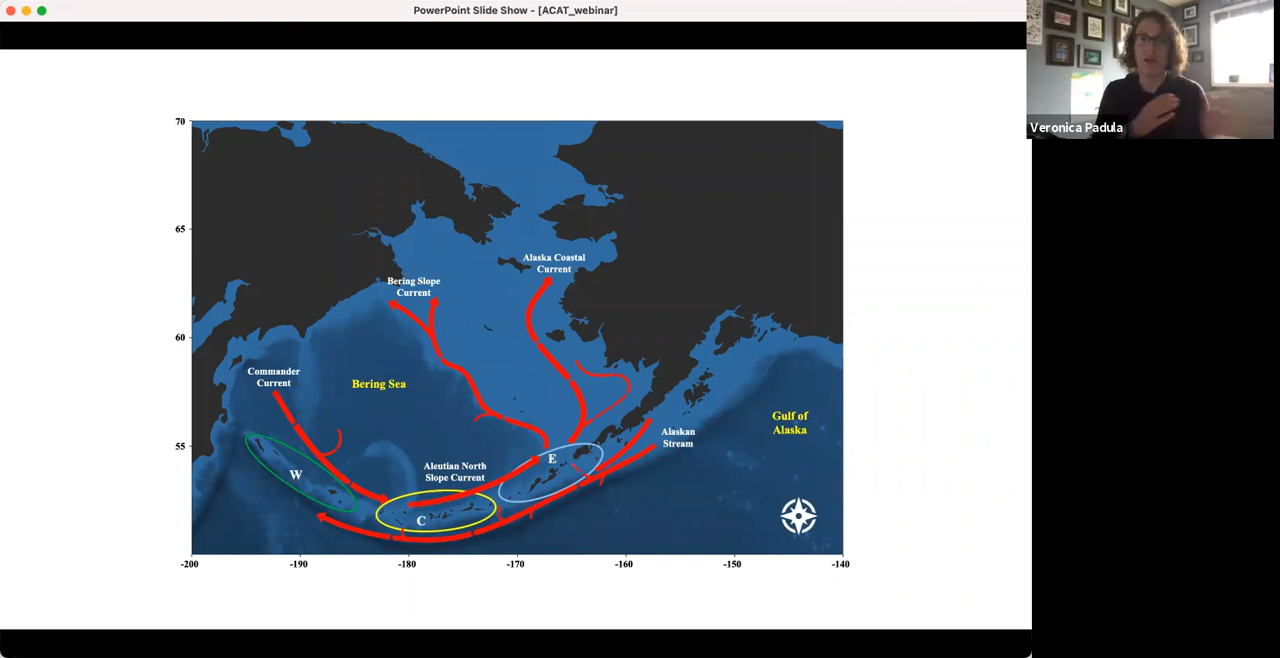 PowerPoint Slide Show - [ACAT_webinar]
Veronica Padula
70
65
60
55
Alaska Coastal
Current
Bering Slope
Current
Commander
Current
Bering Sea
Gulf of
Alaska
Alaskan
Stream
Aleutian North
Slope Current
E
W
C
-200
-190
-180
-170
-160
-150
-140